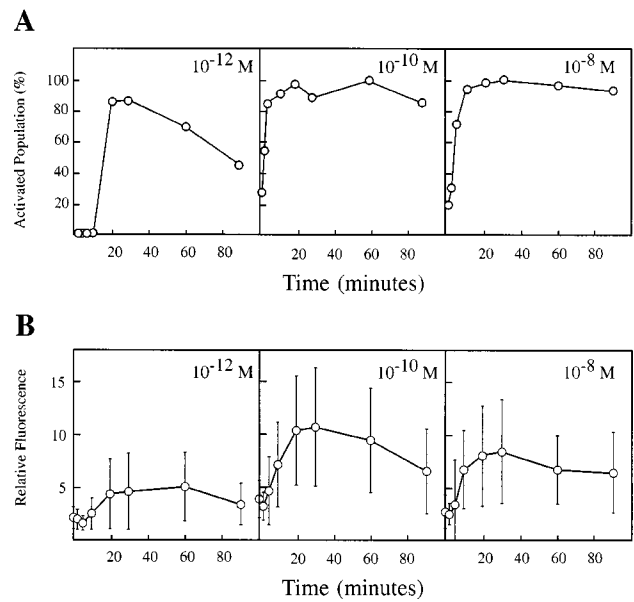 A
10⁻¹² M 10⁻¹⁰ M 10⁻⁸ M
Activated Population (%)
100
80
60
40
20
20 40 60 80 20 40 60 80 20 40 60 80
Time (minutes)
B
10⁻¹² M 10⁻¹⁰ M 10⁻⁸ M
Relative Fluorescence
15
10
5
20 40 60 80 20 40 60 80 20 40 60 80
Time (minutes)